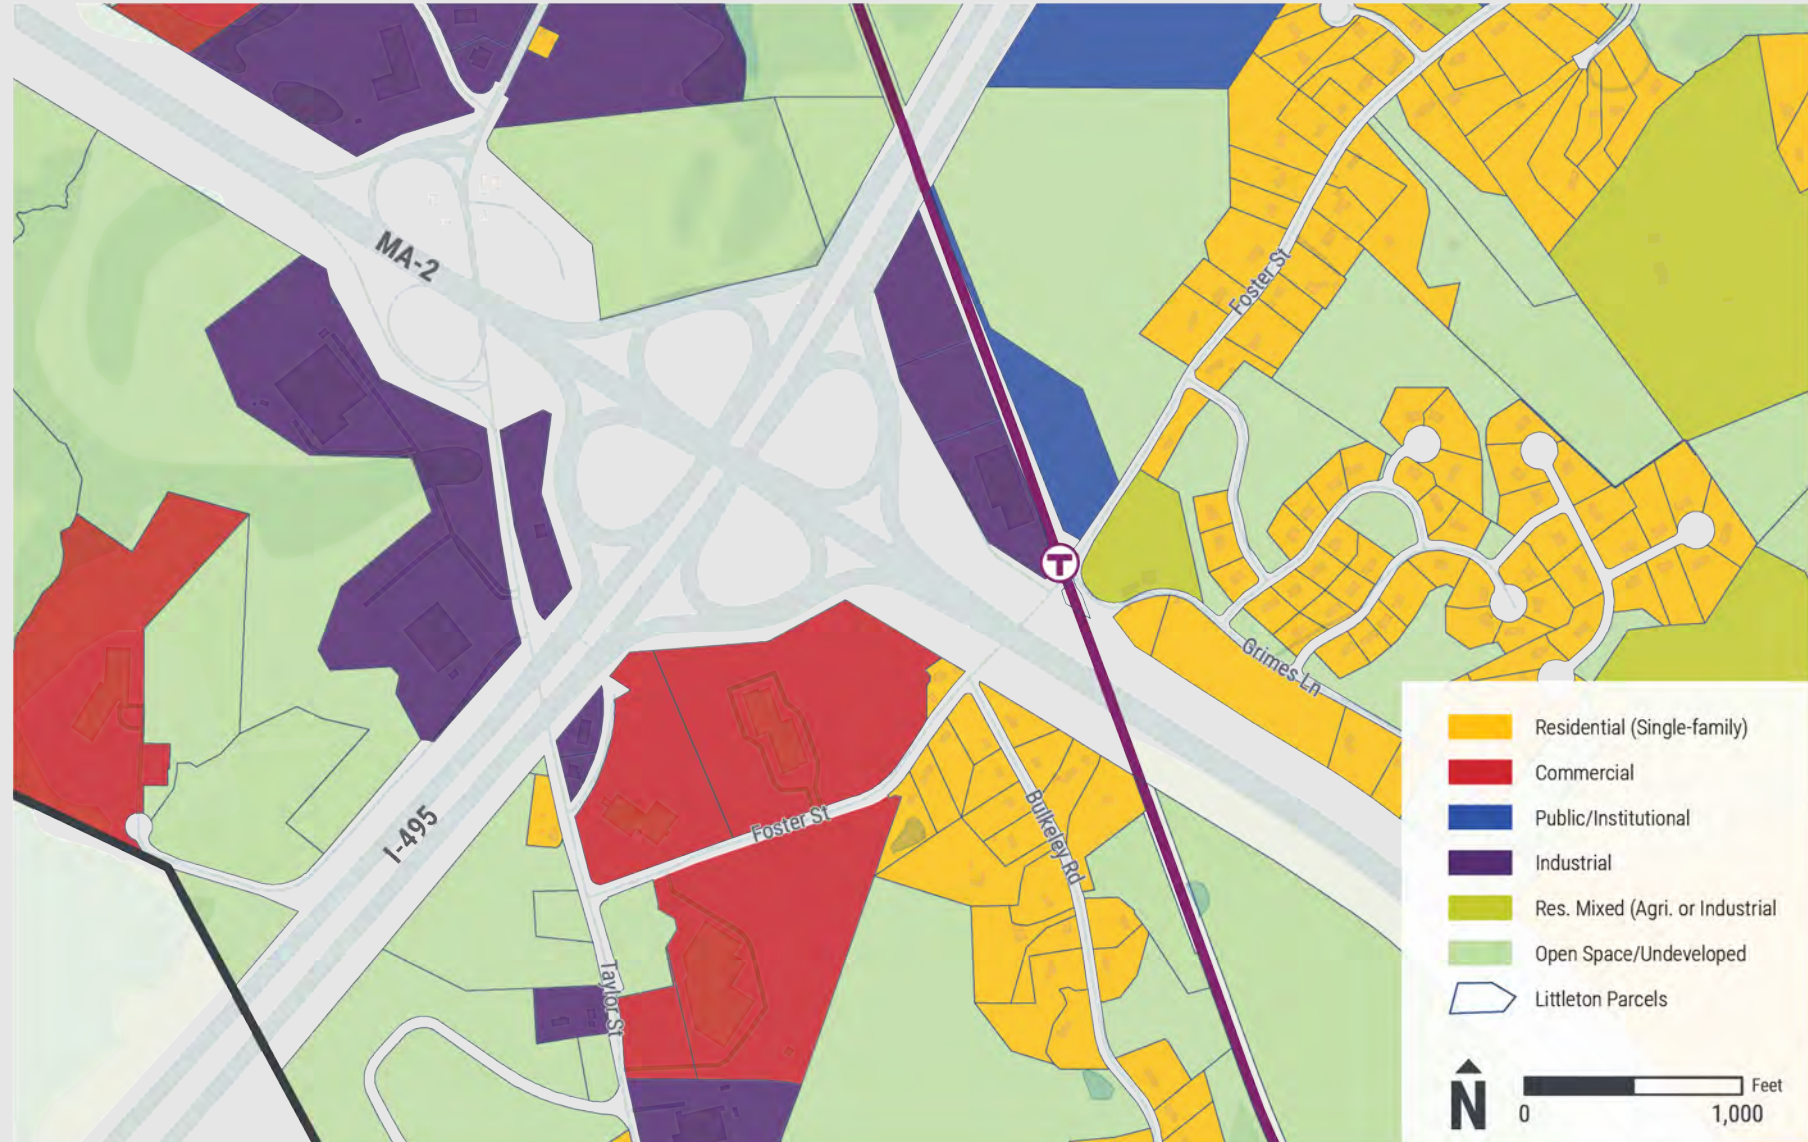 MA-2
Foster St
T
Grimes Ln
I-495
Foster St
Bulkeley Rd
Taylor St
Residential (Single-family)
Commercial
Public/Institutional
Industrial
Res. Mixed (Agri. or Industrial
Open Space/Undeveloped
Littleton Parcels
N
Feet
0 1,000